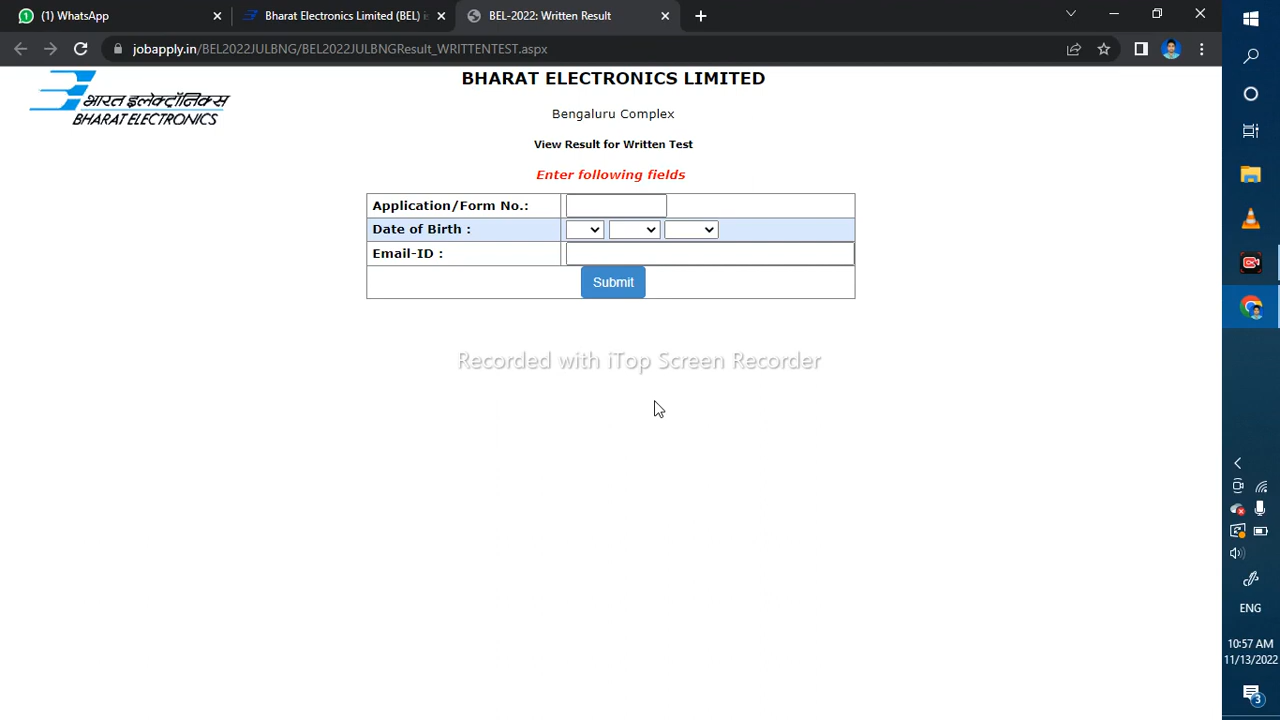 (1) WhatsApp
Bharat Electronics Limited (BEL) i
BEL-2022: Written Result
jobapply.in/BEL2022JULBNG/BEL2022JULBNGResult_WRITTENTEST.aspx
भारत इलेक्ट्रॉनिक्स
BHARAT ELECTRONICS
BHARAT ELECTRONICS LIMITED
Bengaluru Complex
View Result for Written Test
Enter following fields
Application/Form No.:
Date of Birth :
Email-ID :
Submit
Recorded with iTop Screen Recorder
ENG
10:57 AM
11/13/2022
3